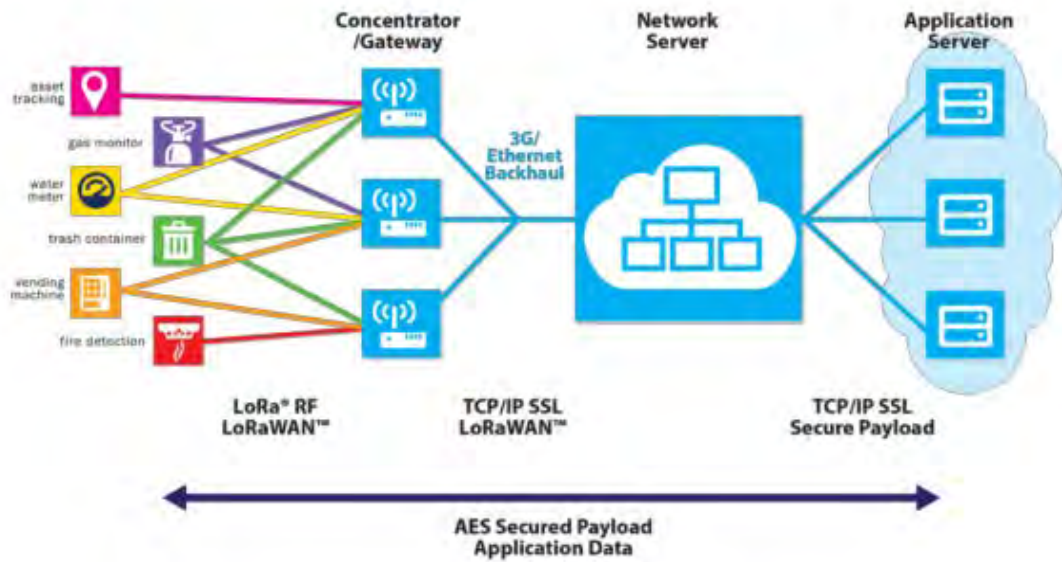 Concentrator
/Gateway
Network
Server
Application
Server
asset
tracking
gas monitor
water
meter
trash container
vending
machine
fire detection
3G/
Ethernet
Backhaul
LoRa® RF
LoRaWAN™
TCP/IP SSL
LoRaWAN™
TCP/IP SSL
Secure Payload
AES Secured Payload
Application Data